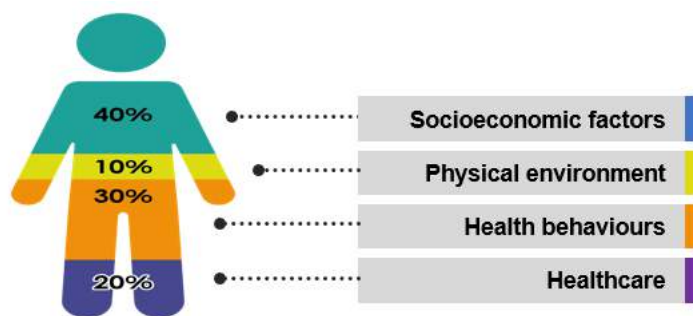 40%
Socioeconomic factors
10%
Physical environment
30%
Health behaviours
20%
Healthcare